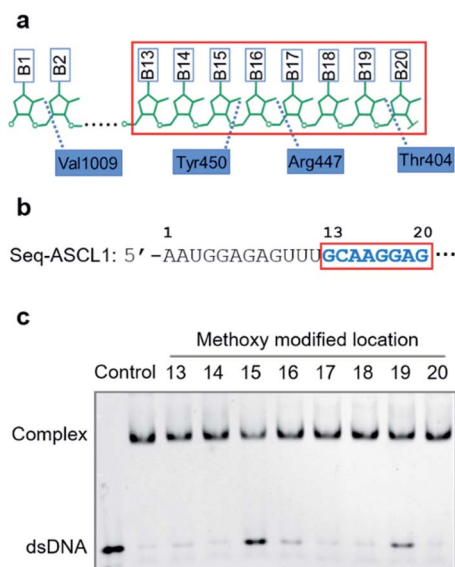 a
B1 B2 B13 B14 B15 B16 B17 B18 B19 B20
Val1009 Tyr450 Arg447 Thr404
b
1 13 20
Seq-ASCL1: 5′-AAUGGAGAGUUUGCAAGGAG···
c
Methoxy modified location
Control 13 14 15 16 17 18 19 20
Complex
dsDNA